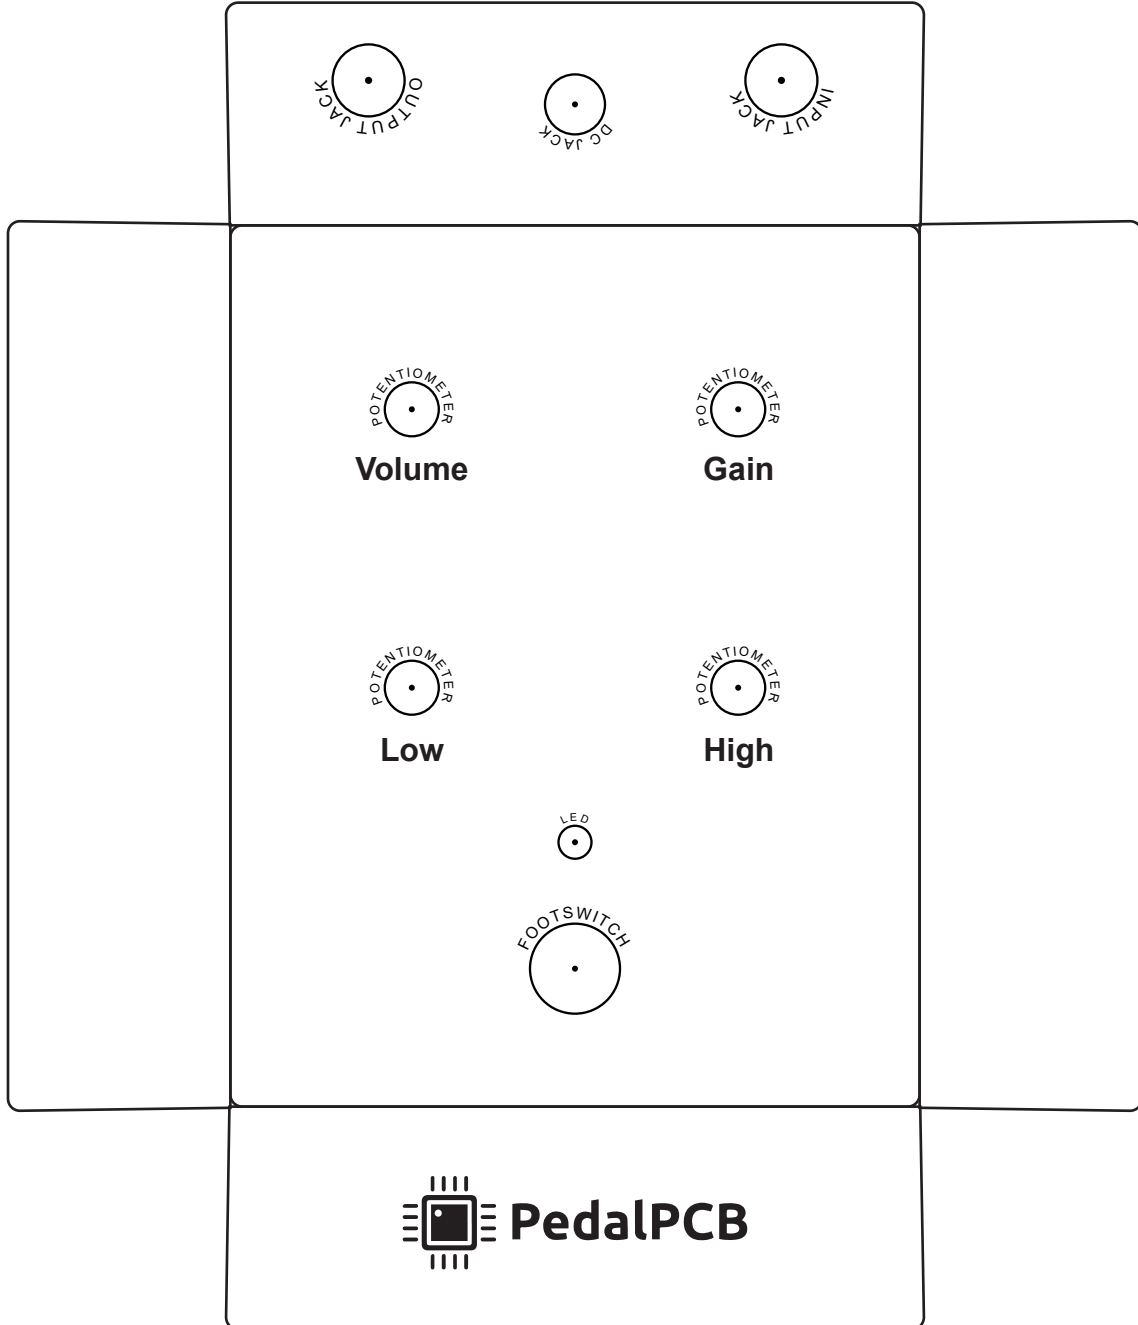 OUTPUT JACK
DC JACK
INPUT JACK
POTENTIOMETER
Volume
POTENTIOMETER
Gain
POTENTIOMETER
Low
POTENTIOMETER
High
LED
FOOTSWITCH
PedalPCB